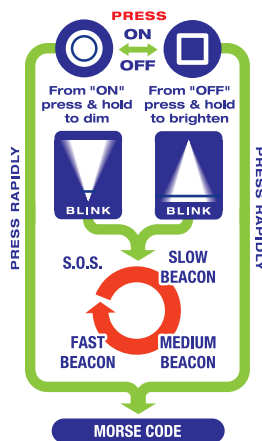 PRESS
ON
OFF
From "ON"
press & hold
to dim
From "OFF"
press & hold
to brighten
BLINK
BLINK
PRESS RAPIDLY
PRESS RAPIDLY
S.O.S.
SLOW
BEACON
FAST
BEACON
MEDIUM
BEACON
MORSE CODE